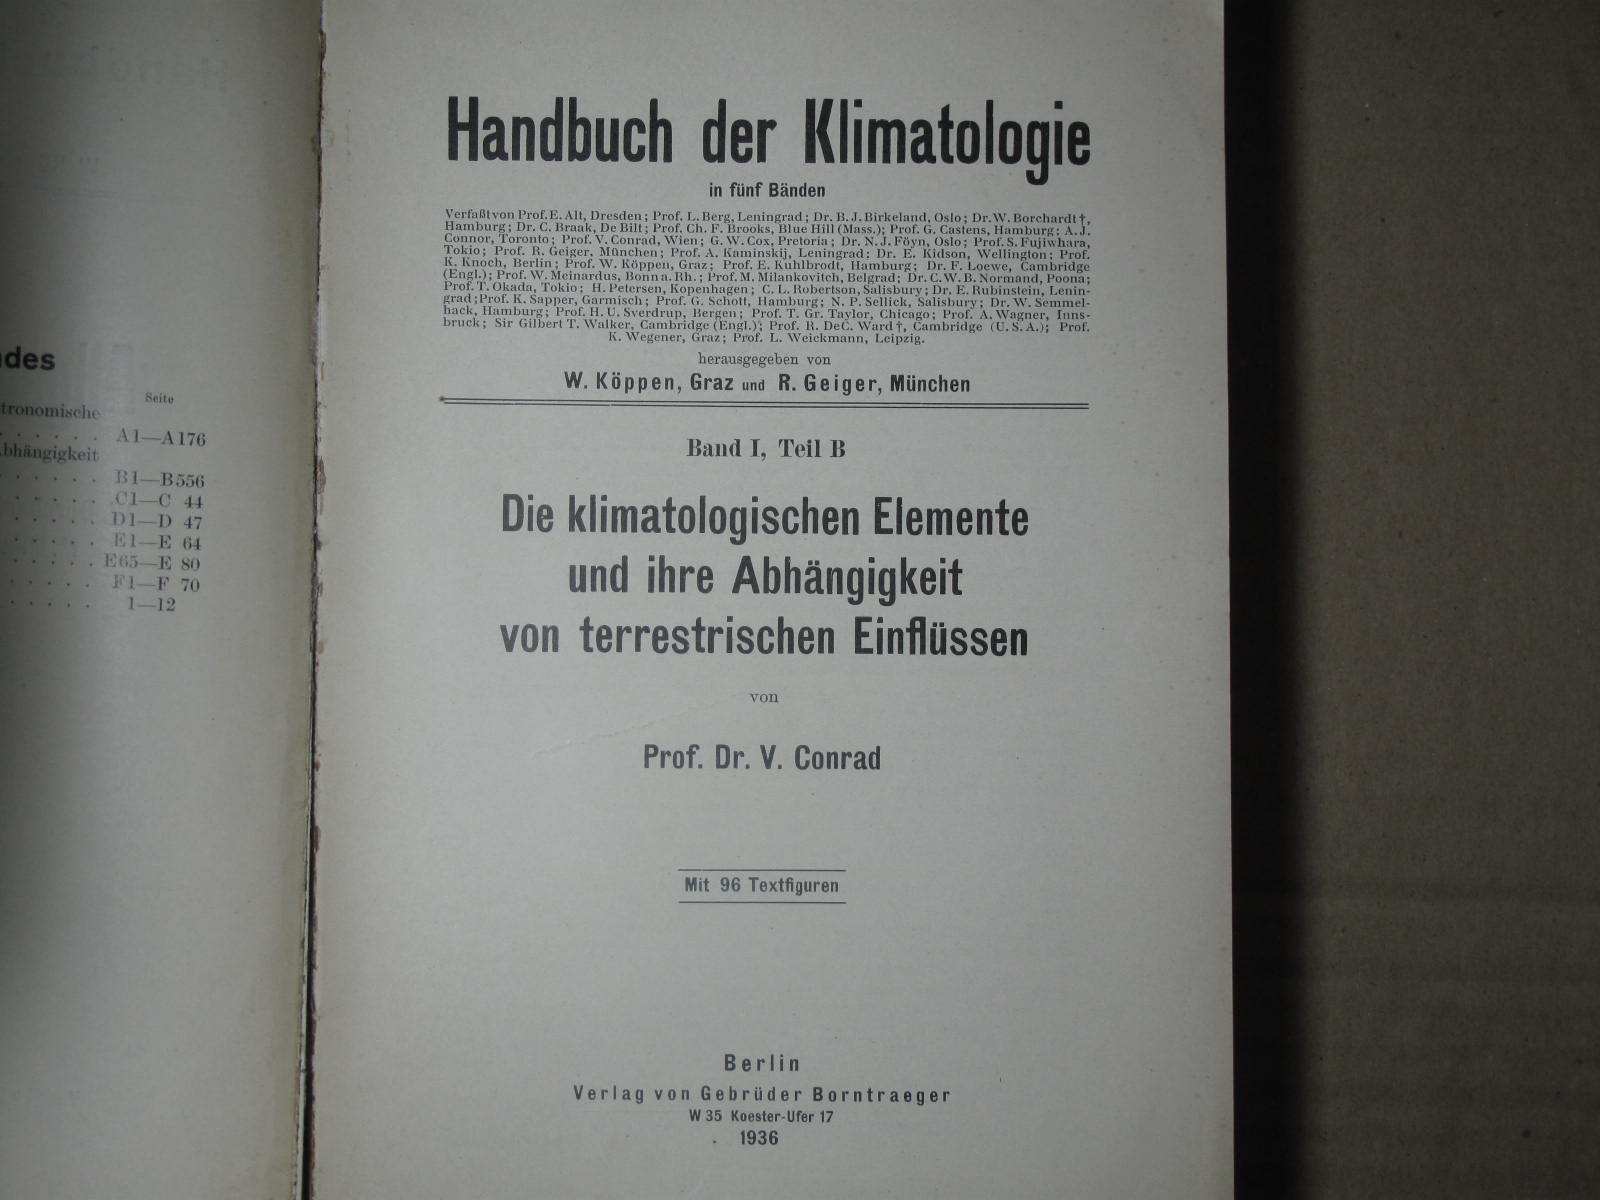 ndes
Seite
tronomische
. . . . . . A1—A176
bhängigkeit
. . . . . . B1—B556
. . . . . . C1—C 44
. . . . . D1—D 47
. . . . . E1—E 64
. . . . . E65—E 80
. . . . . F1—F 70
. . . . . 1—12
Handbuch der Klimatologie
in fünf Bänden
Verfaßt von Prof. E. Alt, Dresden; Prof. L. Berg, Leningrad; Dr. B. J. Birkeland, Oslo; Dr. W. Borchardt †,
Hamburg; Dr. C. Braak, De Bilt; Prof. Ch. F. Brooks, Blue Hill (Mass.); Prof. G. Castens, Hamburg; A. J.
Connor, Toronto; Prof. V. Conrad, Wien; G. W. Cox, Pretoria; Dr. N. J. Föyn, Oslo; Prof. S. Fujiwhara,
Tokio; Prof. R. Geiger, München; Prof. A. Kaminskij, Leningrad; Dr. E. Kidson, Wellington; Prof.
K. Knoch, Berlin; Prof. W. Köppen, Graz; Prof. E. Kuhlbrodt, Hamburg; Dr. F. Loewe, Cambridge
(Engl.); Prof. W. Meinardus, Bonn a. Rh.; Prof. M. Milankovitch, Belgrad; Dr. C. W. B. Normand, Poona;
Prof. T. Okada, Tokio; H. Petersen, Kopenhagen; C. L. Robertson, Salisbury; Dr. E. Rubinstein, Lenin-
grad; Prof. K. Sapper, Garmisch; Prof. G. Schott, Hamburg; N. P. Sellick, Salisbury; Dr. W. Semmel-
hack, Hamburg; Prof. H. U. Sverdrup, Bergen; Prof. T. Gr. Taylor, Chicago; Prof. A. Wagner, Inns-
bruck; Sir Gilbert T. Walker, Cambridge (Engl.); Prof. R. DeC. Ward †, Cambridge (U. S. A.); Prof.
K. Wegener, Graz; Prof. L. Weickmann, Leipzig.
herausgegeben von
W. Köppen, Graz und R. Geiger, München
Band I, Teil B
Die klimatologischen Elemente
und ihre Abhängigkeit
von terrestrischen Einflüssen
von
Prof. Dr. V. Conrad
Mit 96 Textfiguren
Berlin
Verlag von Gebrüder Borntraeger
W 35 Koester-Ufer 17
1936